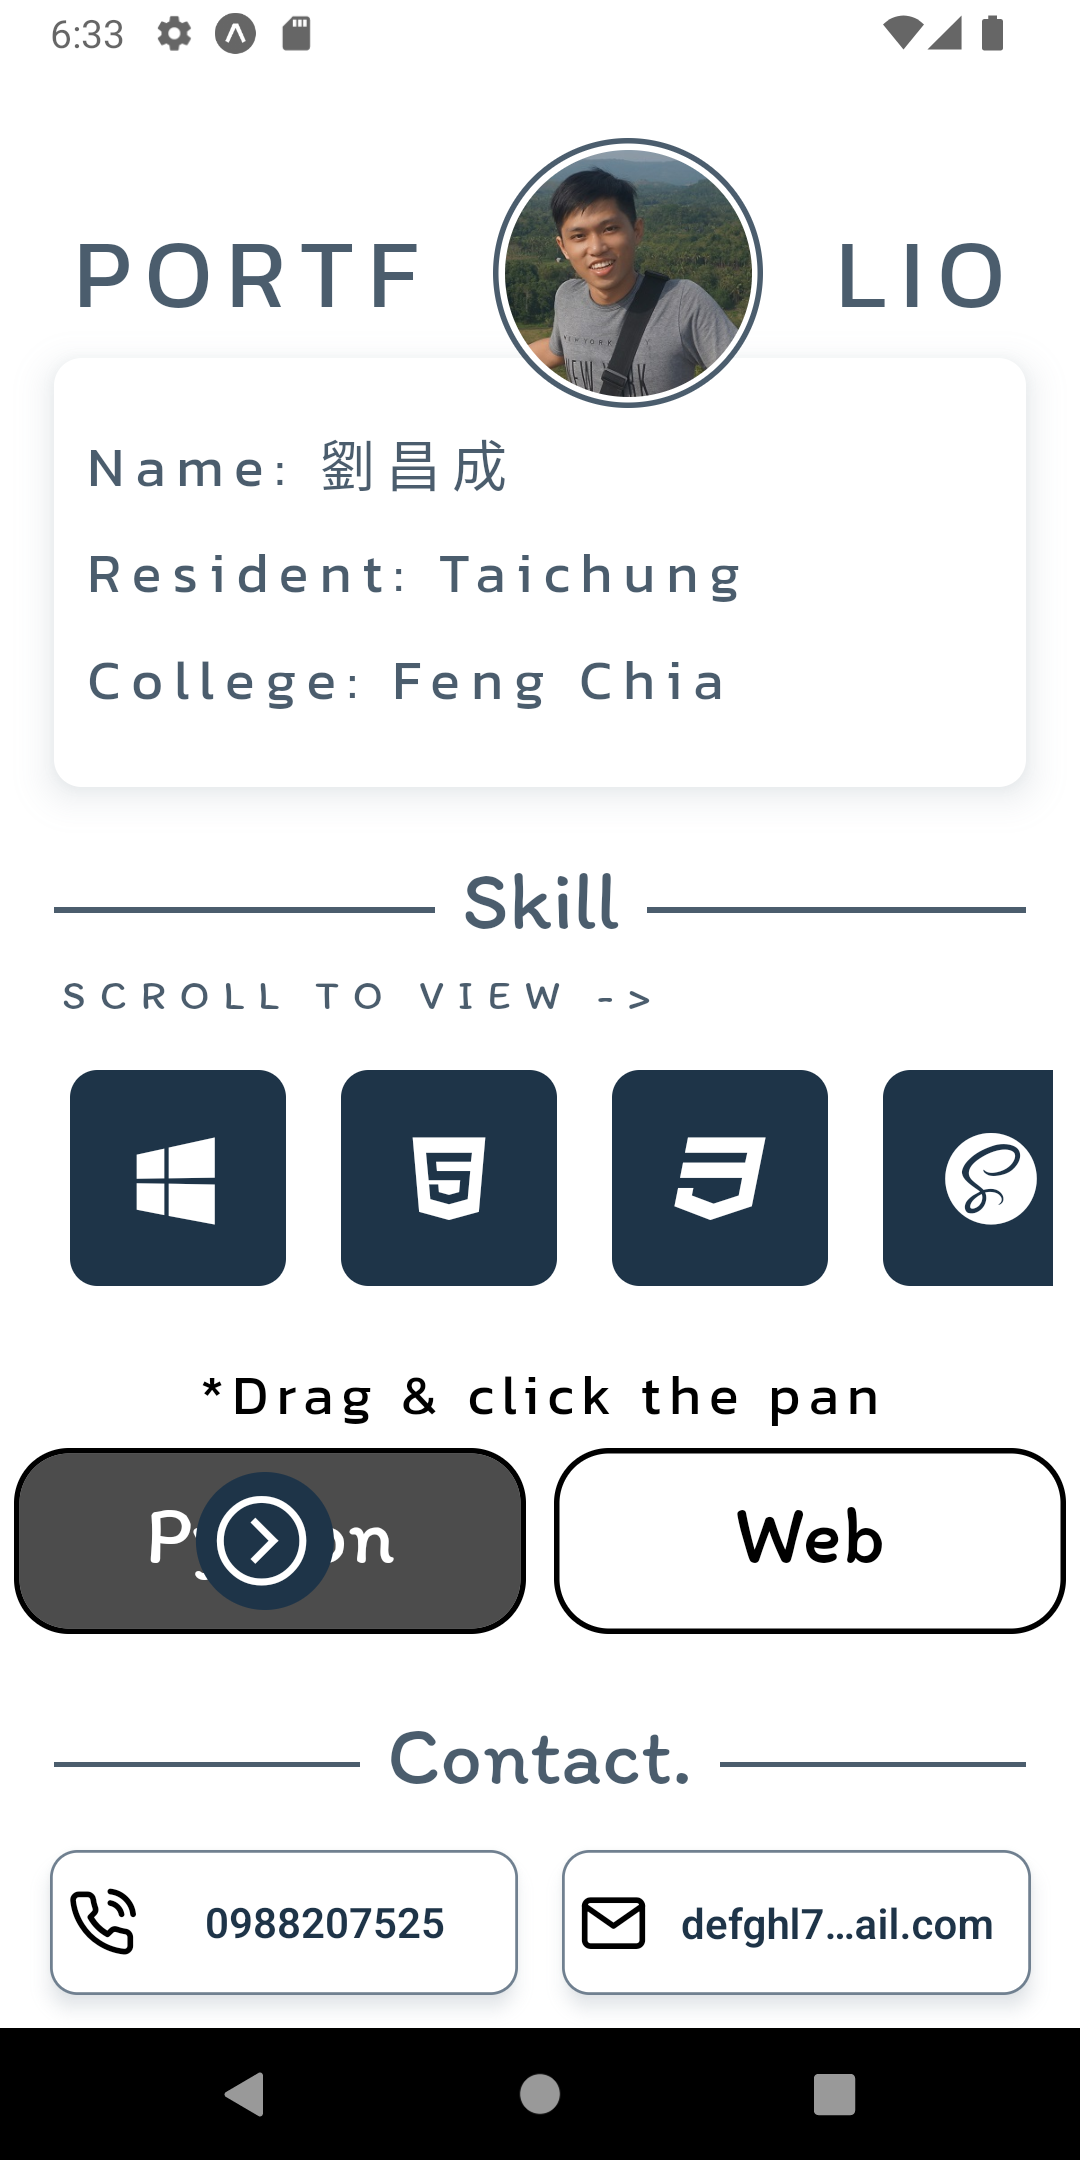 6:33
PORTF LIO
Name: 劉昌成
Resident: Taichung
College: Feng Chia
Skill
SCROLL TO VIEW ->
*Drag & click the pan
Web
Contact.
0988207525
defghl7...ail.com